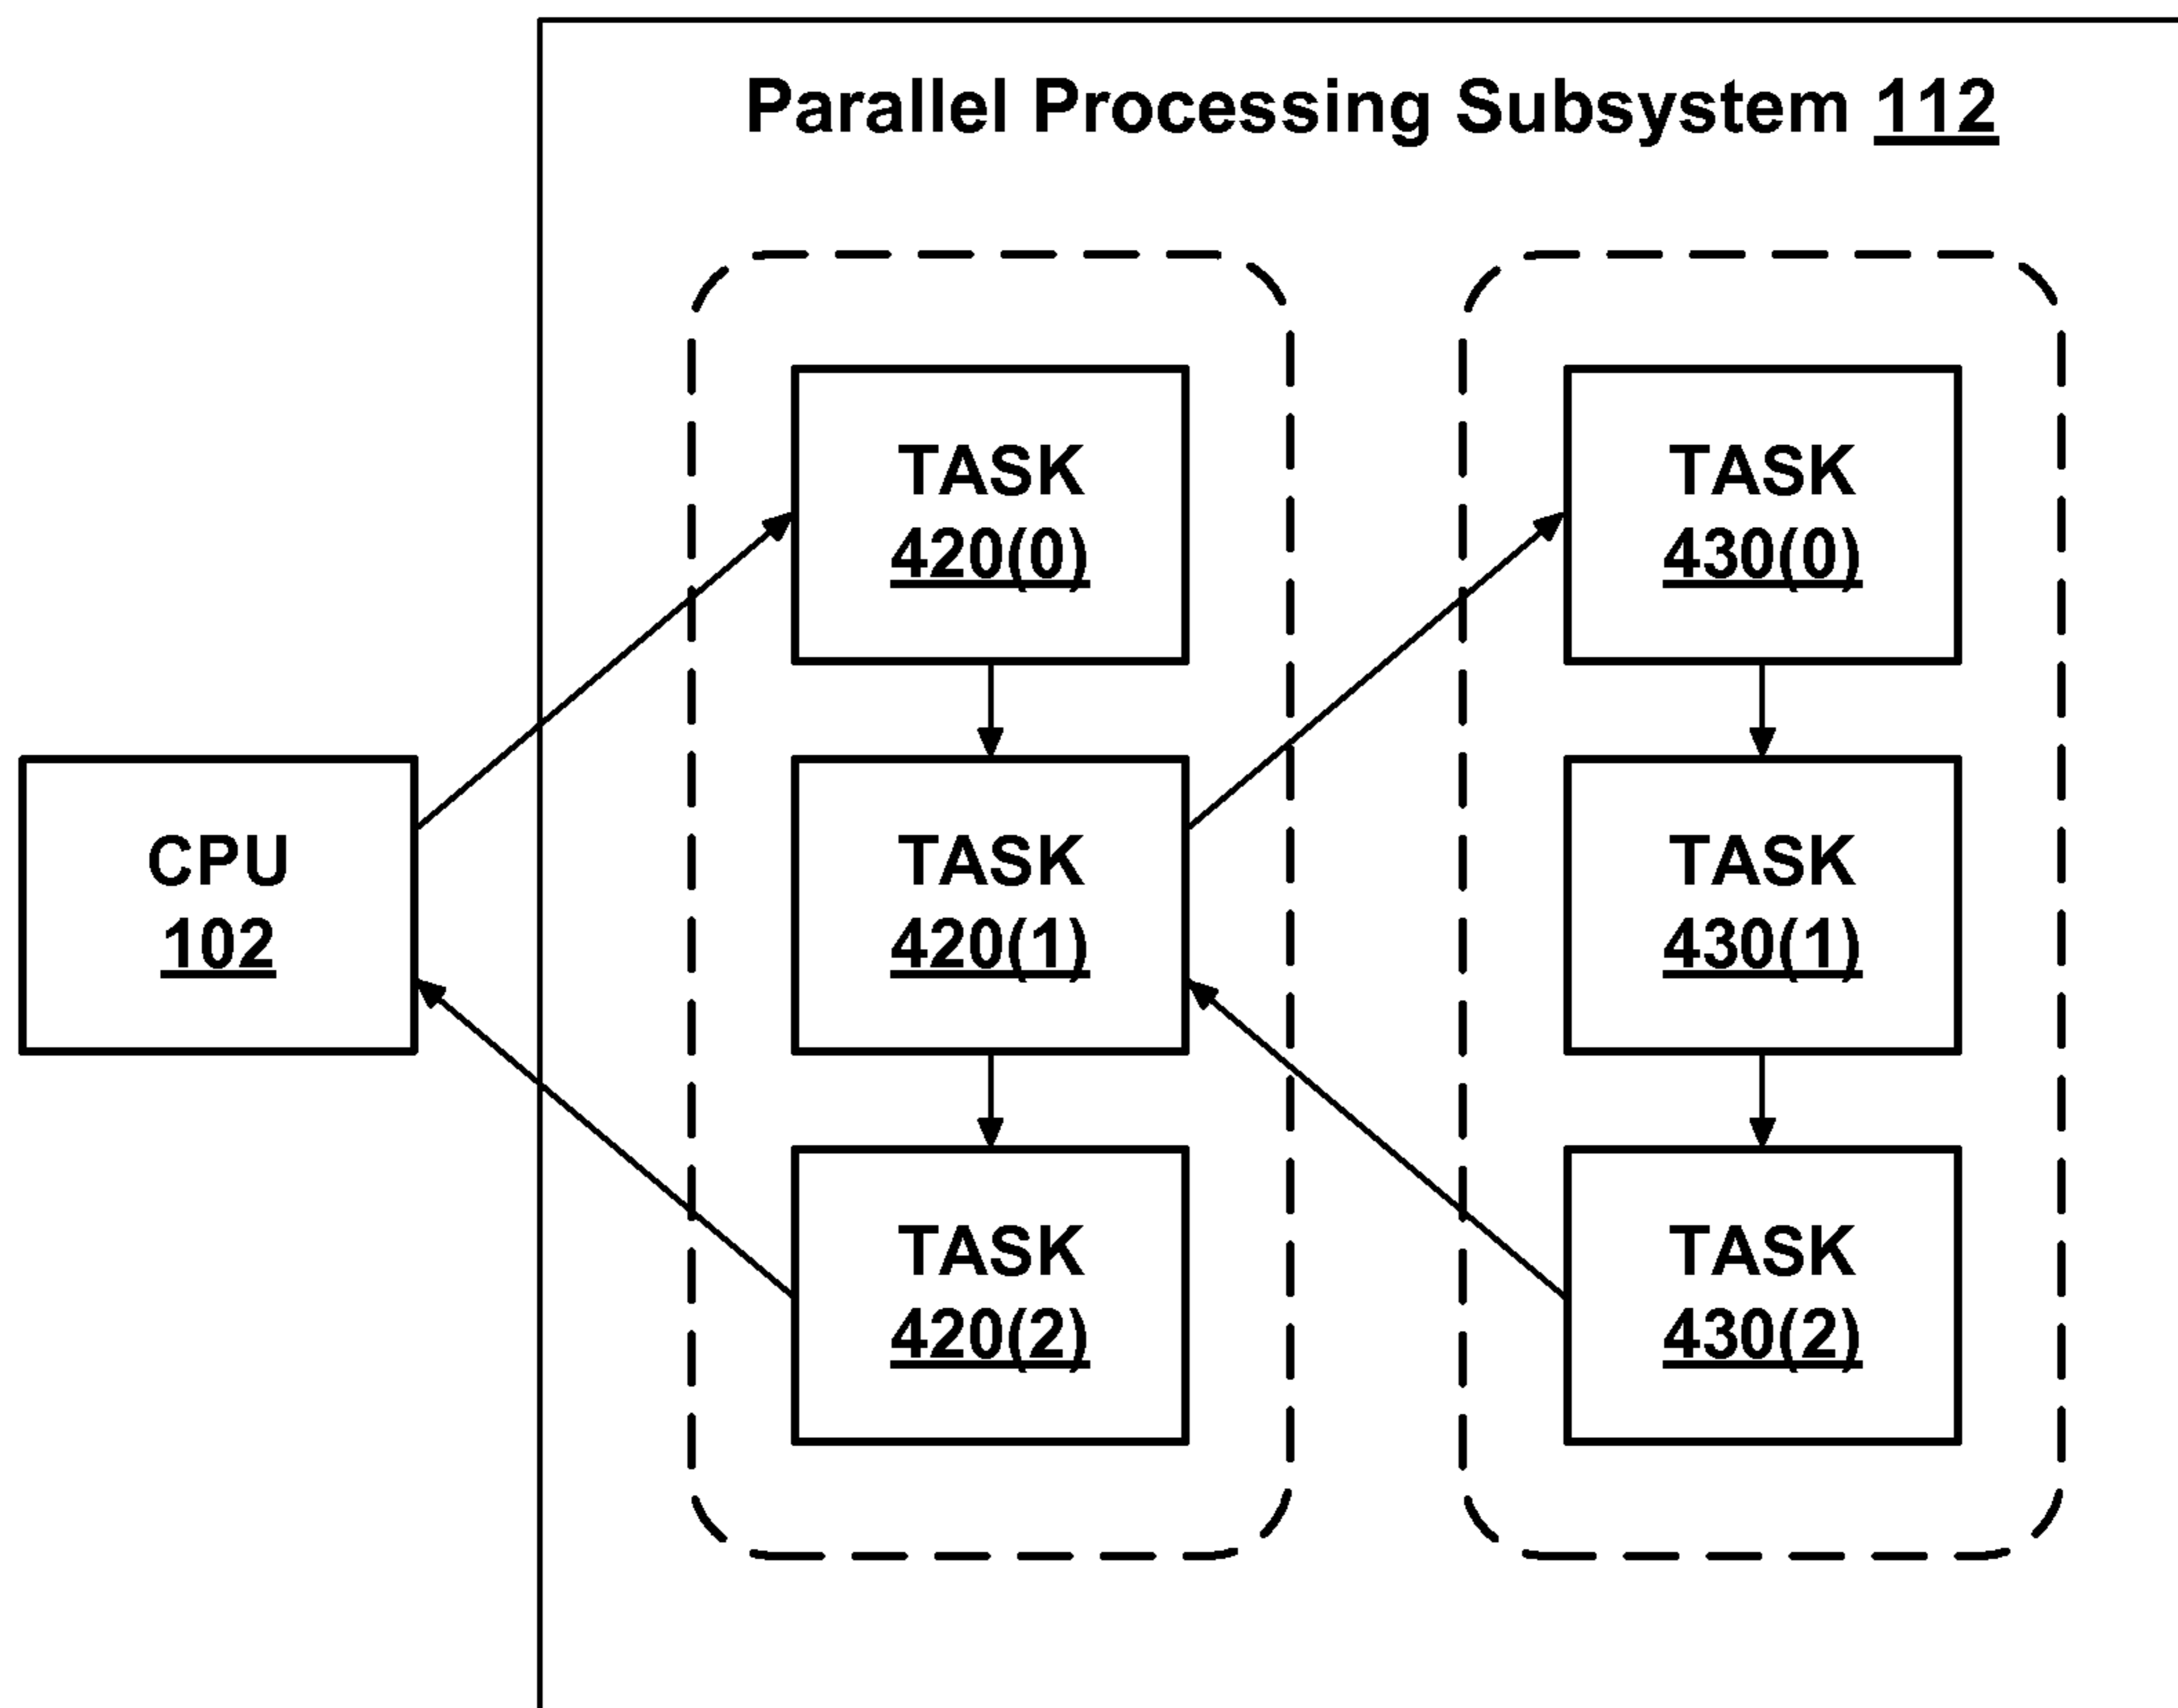 Parallel Processing Subsystem 112
TASK
420(0)
TASK
430(0)
CPU
102
TASK
420(1)
TASK
430(1)
TASK
420(2)
TASK
430(2)